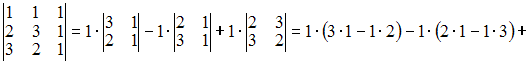 |1 1 1; 2 3 1; 3 2 1| = 1·|3 1; 2 1| − 1·|2 1; 3 1| + 1·|2 3; 3 2| = 1·(3·1 − 1·2) − 1·(2·1 − 1·3) +